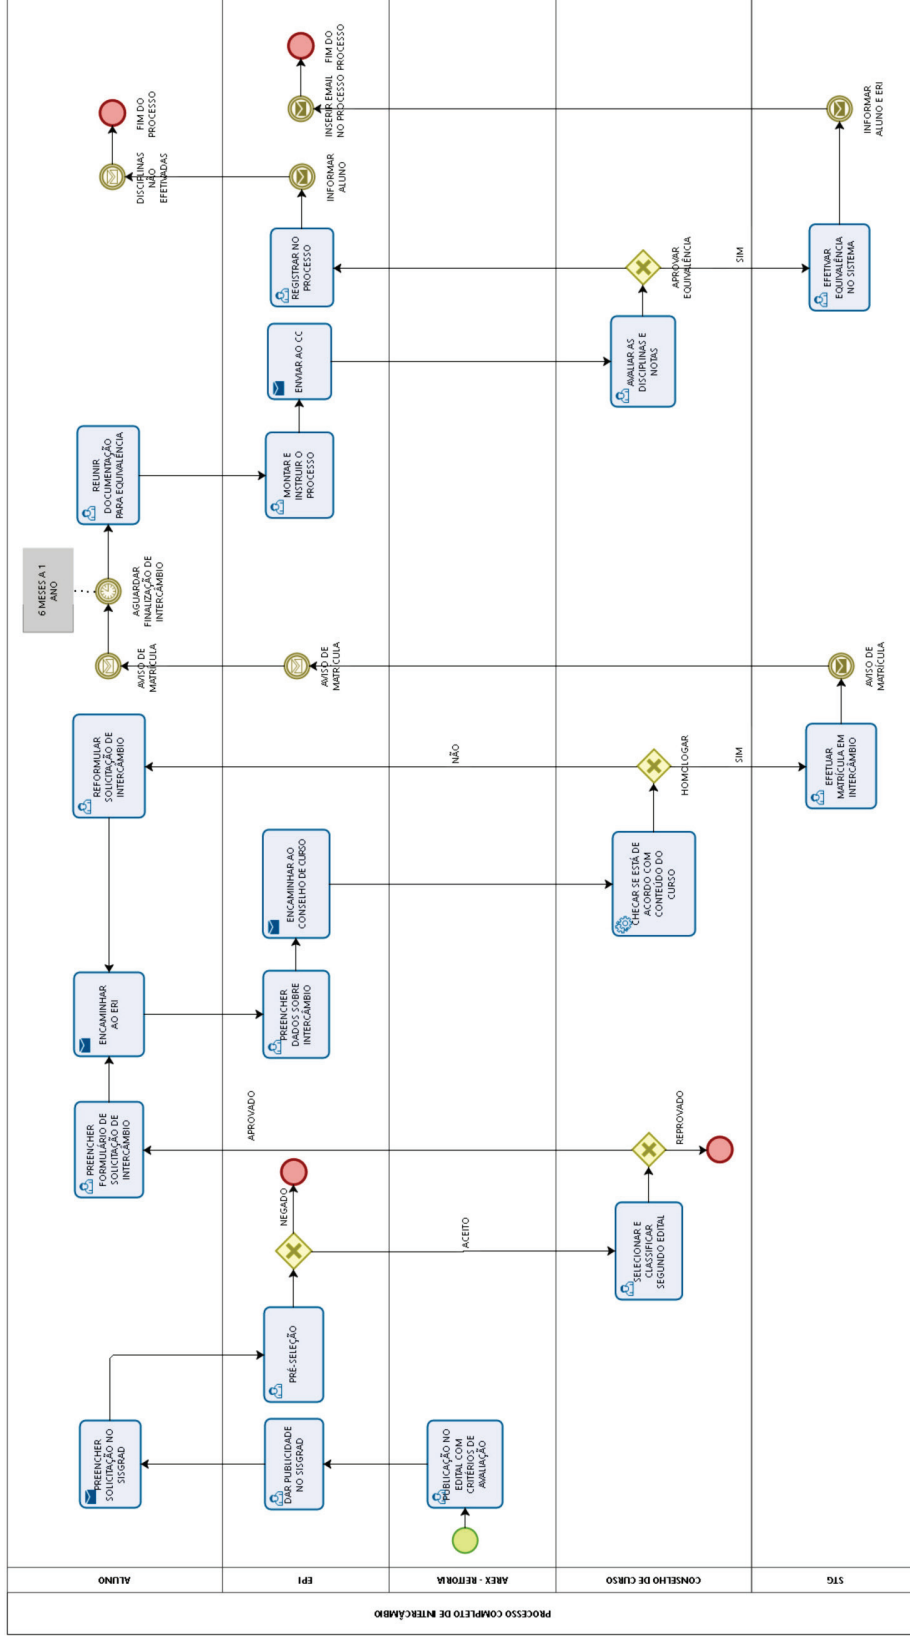 PROCESSO COMPLETO DE INTERCÂMBIO
ALUNO
EPI
AREX - REITORIA
CONSELHO DE CURSO
STG
PUBLICAÇÃO NO
EDITAL COM
CRITÉRIOS DE
AVALIAÇÃO
DAR PUBLICIDADE
NO SISGRAD
PREENCHER
SOLICITAÇÃO NO
SISGRAD
PRÉ-SELEÇÃO
NEGADO
ACEITO
SELECIONAR E
CLASSIFICAR
SEGUNDO EDITAL
REPROVADO
APROVADO
PREENCHER
FORMULÁRIO DE
SOLICITAÇÃO DE
INTERCÂMBIO
ENCAMINHAR
AO ERI
PREENCHER
DADOS SOBRE
INTERCÂMBIO
ENCAMINHAR AO
CONSELHO DE CURSO
CHECAR SE ESTÁ DE
ACORDO COM
CONTEÚDO DO
CURSO
HOMOLOGAR
NÃO
SIM
REFORMULAR
SOLICITAÇÃO DE
INTERCÂMBIO
EFETUAR
MATRÍCULA EM
INTERCÂMBIO
AVISO DE
MATRÍCULA
AVISO DE
MATRÍCULA
AVISO DE
MATRÍCULA
6 MESES A 1
ANO
AGUARDAR
FINALIZAÇÃO DE
INTERCÂMBIO
REUNIR
DOCUMENTAÇÃO
PARA EQUIVALÊNCIA
MONTAR E
INSTRUIR O
PROCESSO
ENVIAR AO CC
AVALIAR AS
DISCIPLINAS E
NOTAS
APROVAR
EQUIVALÊNCIA
SIM
REGISTRAR NO
PROCESSO
INFORMAR
ALUNO
DISCIPLINAS
NÃO
EFETIVADAS
FIM DO
PROCESSO
EFETIVAR
EQUIVALÊNCIA
NO SISTEMA
INFORMAR
ALUNO E ERI
INSERIR EMAIL
NO PROCESSO
FIM DO
PROCESSO